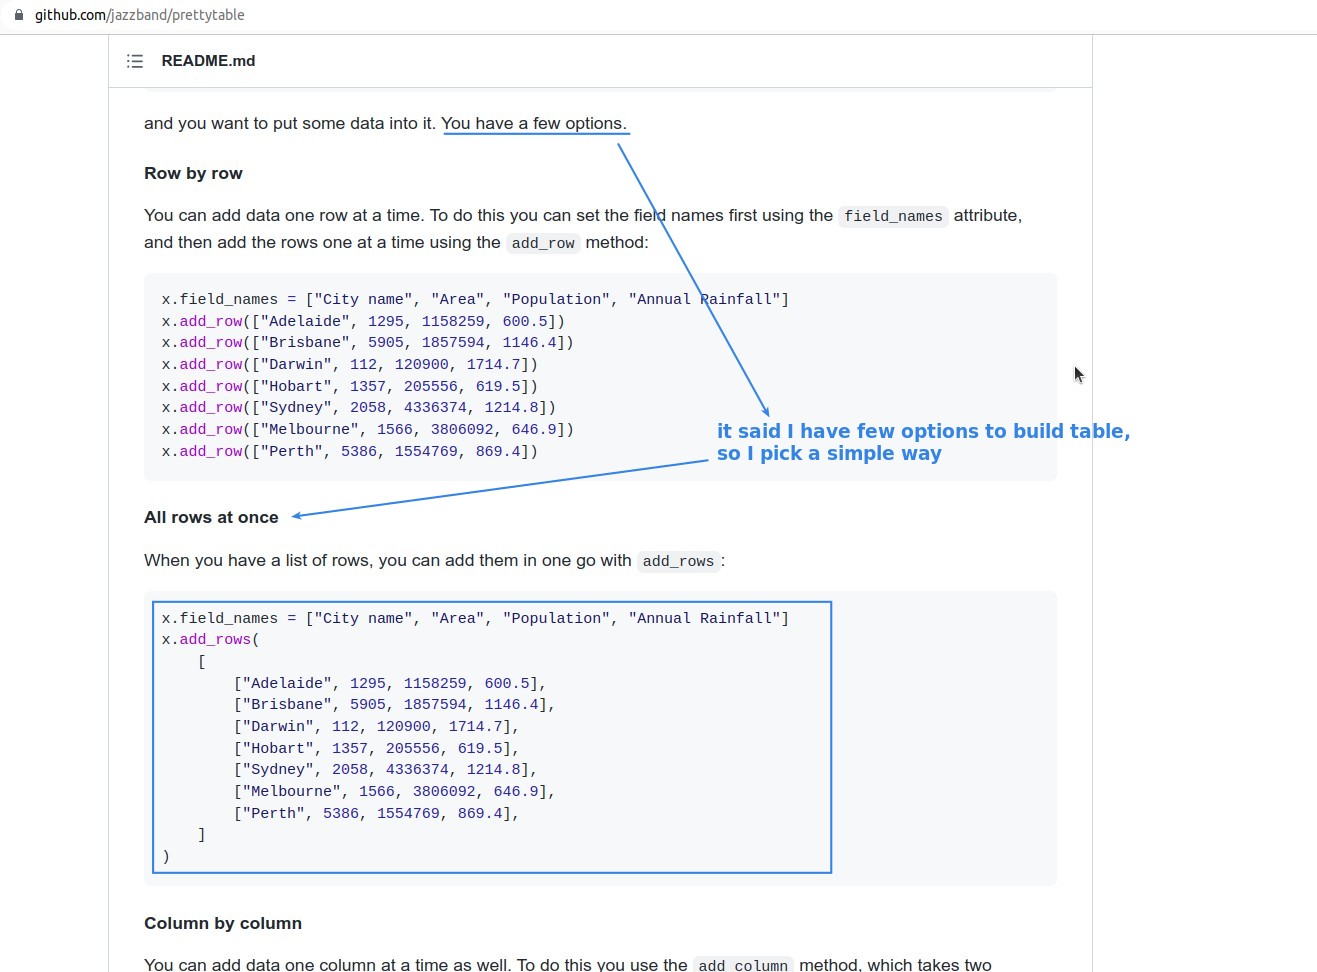 github.com/jazzband/prettytable
README.md
and you want to put some data into it. You have a few options.
Row by row
You can add data one row at a time. To do this you can set the field names first using the field_names attribute,
and then add the rows one at a time using the add_row method:
x.field_names = ["City name", "Area", "Population", "Annual Rainfall"]
x.add_row(["Adelaide", 1295, 1158259, 600.5])
x.add_row(["Brisbane", 5905, 1857594, 1146.4])
x.add_row(["Darwin", 112, 120900, 1714.7])
x.add_row(["Hobart", 1357, 205556, 619.5])
x.add_row(["Sydney", 2058, 4336374, 1214.8])
x.add_row(["Melbourne", 1566, 3806092, 646.9])
x.add_row(["Perth", 5386, 1554769, 869.4])
it said I have few options to build table,
so I pick a simple way
All rows at once
When you have a list of rows, you can add them in one go with add_rows:
x.field_names = ["City name", "Area", "Population", "Annual Rainfall"]
x.add_rows(
    [
        ["Adelaide", 1295, 1158259, 600.5],
        ["Brisbane", 5905, 1857594, 1146.4],
        ["Darwin", 112, 120900, 1714.7],
        ["Hobart", 1357, 205556, 619.5],
        ["Sydney", 2058, 4336374, 1214.8],
        ["Melbourne", 1566, 3806092, 646.9],
        ["Perth", 5386, 1554769, 869.4],
    ]
)
Column by column
You can add data one column at a time as well. To do this you use the add_column method, which takes two